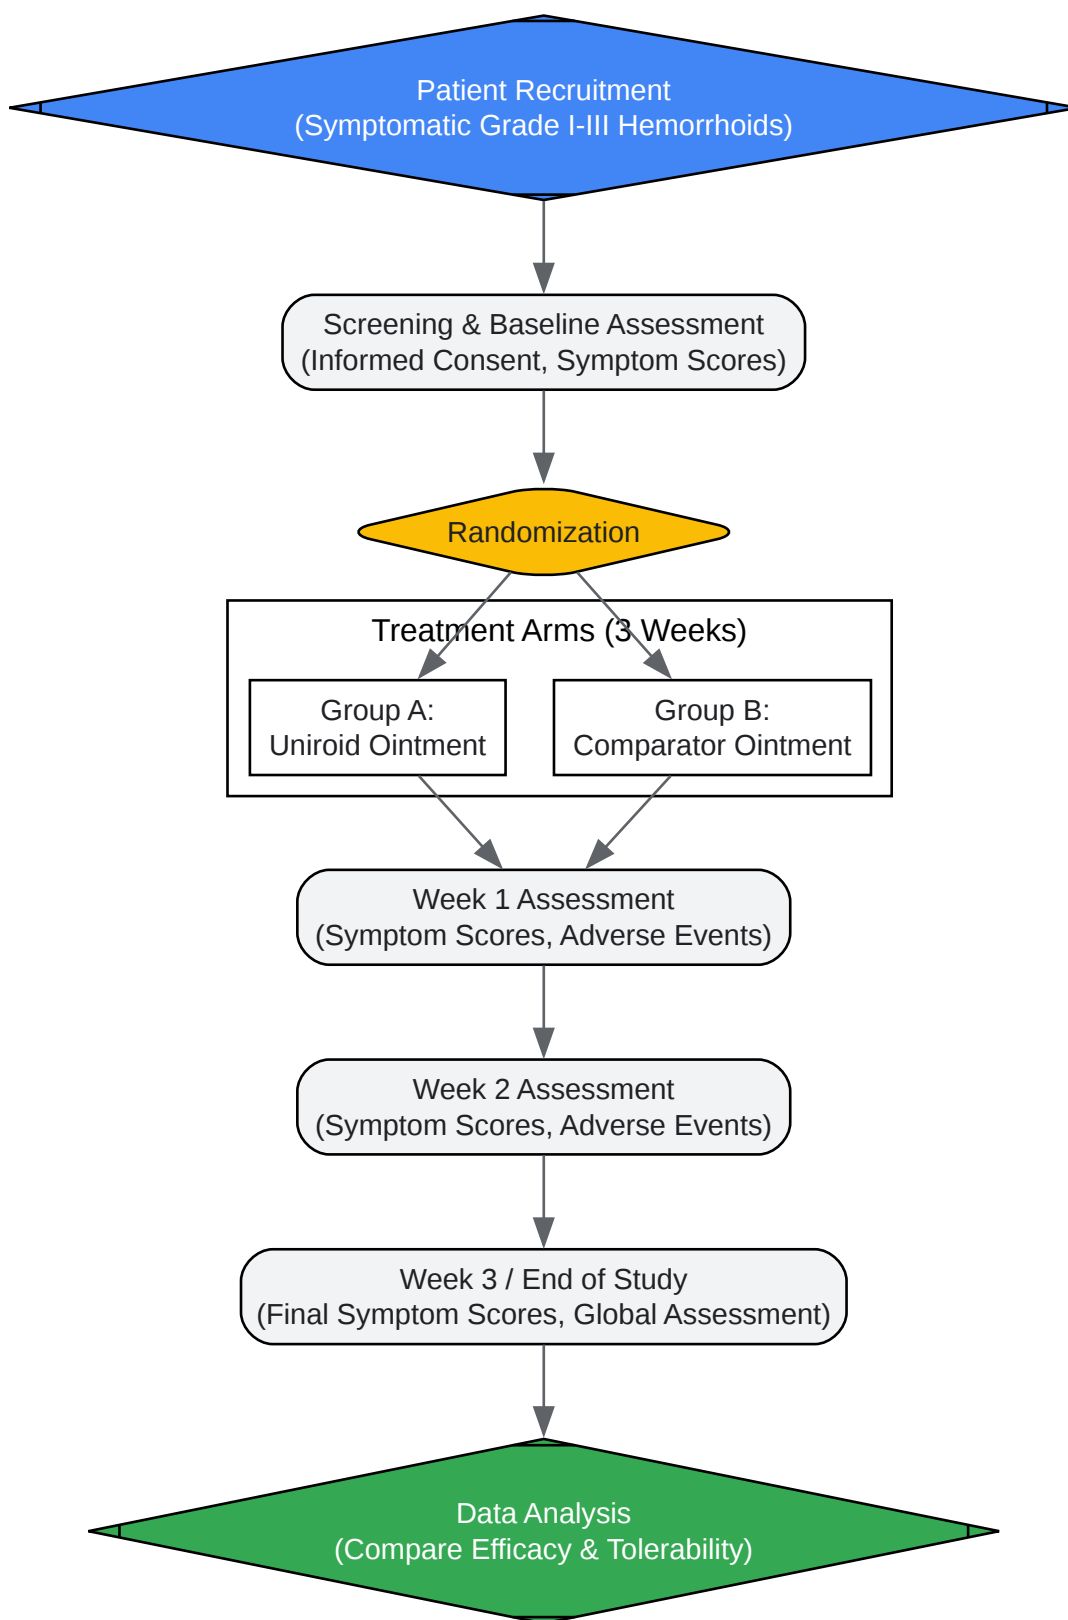 Patient Recruitment
(Symptomatic Grade I-III Hemorrhoids)
Screening & Baseline Assessment
(Informed Consent, Symptom Scores)
Randomization
Treatment Arms (3 Weeks)
Group A:
Uniroid Ointment
Group B:
Comparator Ointment
Week 1 Assessment
(Symptom Scores, Adverse Events)
Week 2 Assessment
(Symptom Scores, Adverse Events)
Week 3 / End of Study
(Final Symptom Scores, Global Assessment)
Data Analysis
(Compare Efficacy & Tolerability)